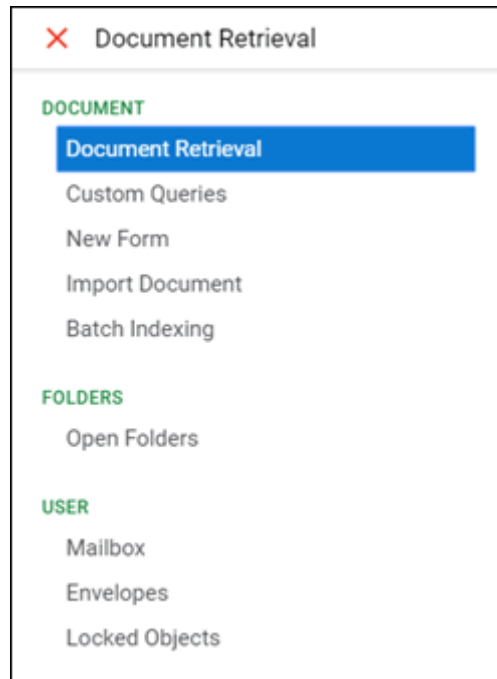 Document Retrieval
DOCUMENT
Document Retrieval
Custom Queries
New Form
Import Document
Batch Indexing
FOLDERS
Open Folders
USER
Mailbox
Envelopes
Locked Objects